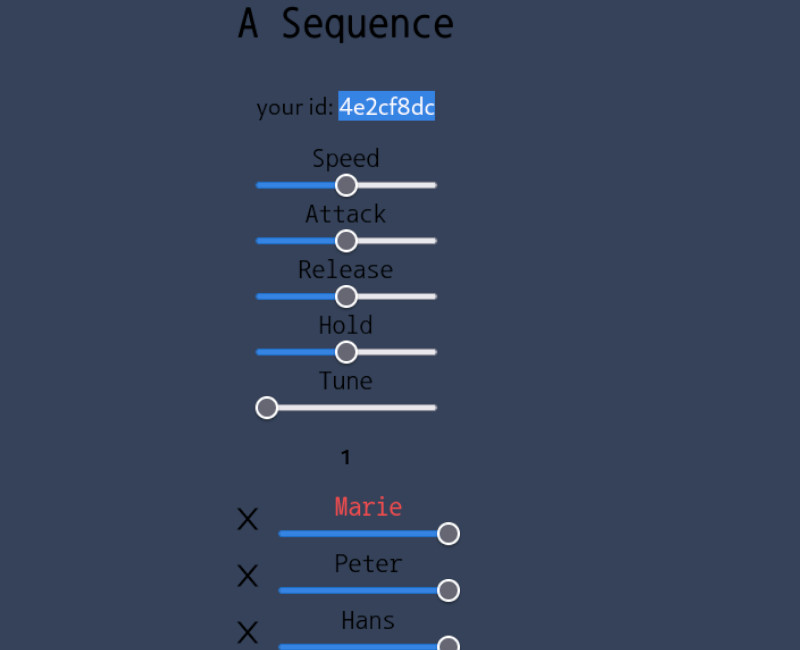 A Sequence
your id: 4e2cf8dc
Speed
Attack
Release
Hold
Tune
1
Marie
X
Peter
X
Hans
X